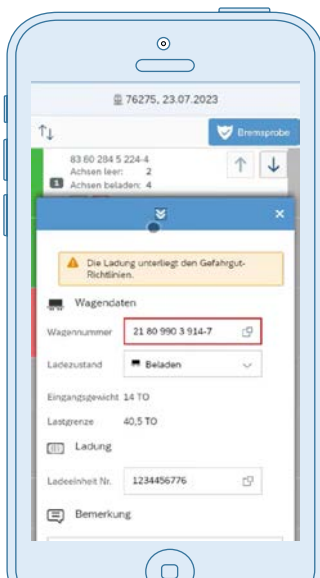 76275, 23.07.2023
Bremsprobe
83 80 284 5 224-4
Achsen leer: 2
1 Achsen beladen: 4
Die Ladung unterliegt den Gefahrgut-
Richtlinien.
Wagendaten
Wagennummer 21 80 990 3 914-7
Ladezustand Beladen
Eingangsgewicht 14 TO
Lastgrenze 40,5 TO
Ladung
Ladeeinheit Nr. 1234456776
Bemerkung